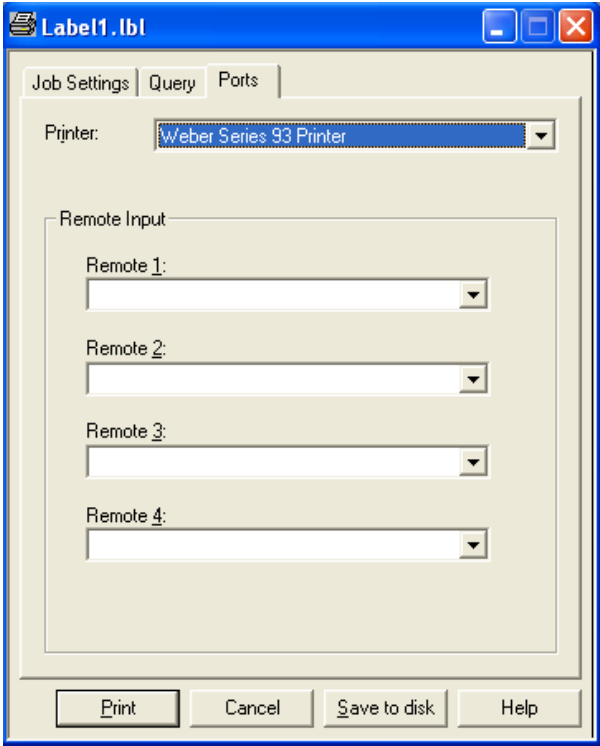 Label1.lbl
Job Settings Query Ports
Printer: Weber Series 93 Printer
Remote Input
Remote 1:
Remote 2:
Remote 3:
Remote 4:
Print Cancel Save to disk Help